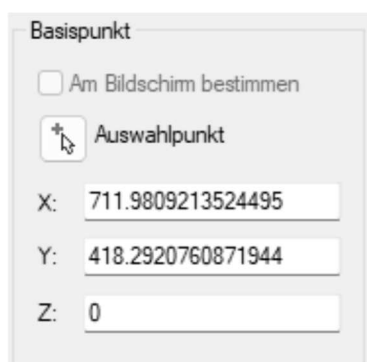 Basispunkt
Am Bildschirm bestimmen
Auswahlpunkt
X: 711.9809213524495
Y: 418.2920760871944
Z: 0